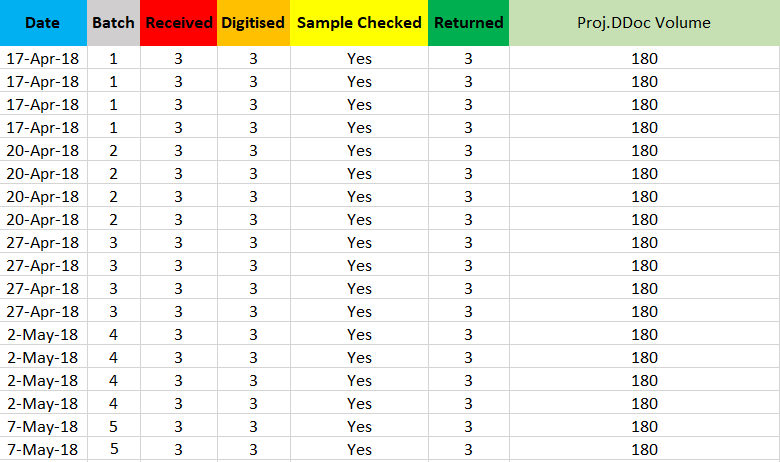 Date Batch Received Digitised Sample Checked Returned Proj.DDoc Volume
17-Apr-18 1 3 3 Yes 3 180
17-Apr-18 1 3 3 Yes 3 180
17-Apr-18 1 3 3 Yes 3 180
17-Apr-18 1 3 3 Yes 3 180
20-Apr-18 2 3 3 Yes 3 180
20-Apr-18 2 3 3 Yes 3 180
20-Apr-18 2 3 3 Yes 3 180
20-Apr-18 2 3 3 Yes 3 180
27-Apr-18 3 3 3 Yes 3 180
27-Apr-18 3 3 3 Yes 3 180
27-Apr-18 3 3 3 Yes 3 180
27-Apr-18 3 3 3 Yes 3 180
2-May-18 4 3 3 Yes 3 180
2-May-18 4 3 3 Yes 3 180
2-May-18 4 3 3 Yes 3 180
2-May-18 4 3 3 Yes 3 180
7-May-18 5 3 3 Yes 3 180
7-May-18 5 3 3 Yes 3 180